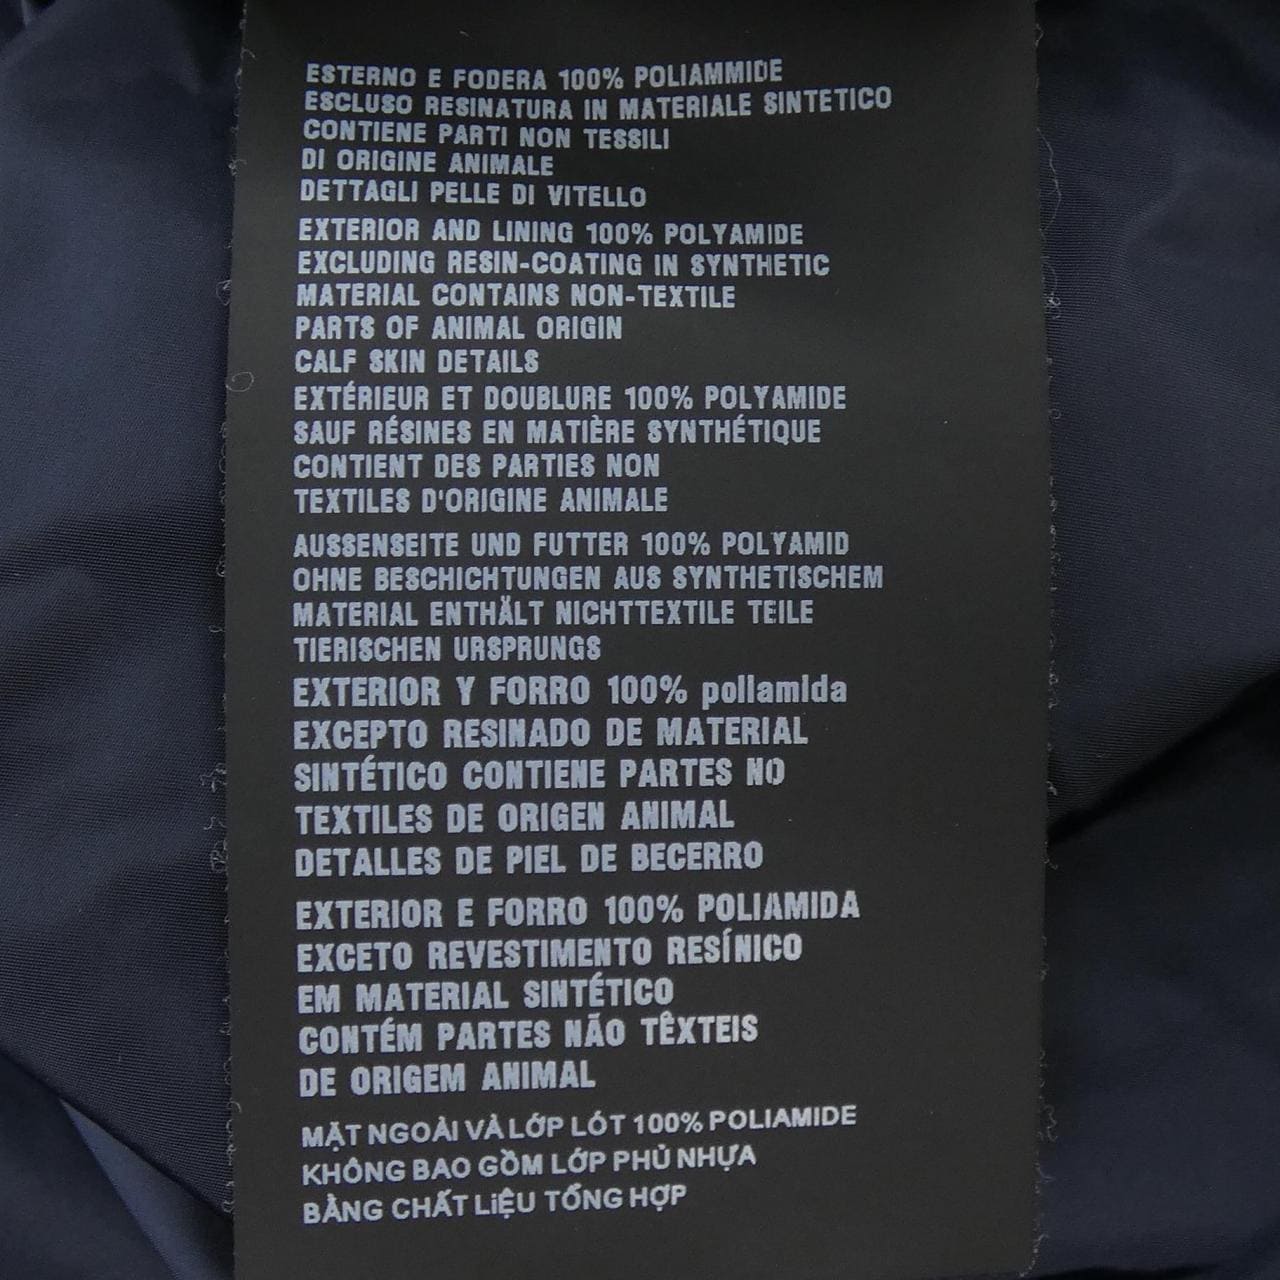 ESTERNO E FODERA 100% POLIAMMIDE
ESCLUSO RESINATURA IN MATERIALE SINTETICO
CONTIENE PARTI NON TESSILI
DI ORIGINE ANIMALE
DETTAGLI PELLE DI VITELLO
EXTERIOR AND LINING 100% POLYAMIDE
EXCLUDING RESIN-COATING IN SYNTHETIC
MATERIAL CONTAINS NON-TEXTILE
PARTS OF ANIMAL ORIGIN
CALF SKIN DETAILS
EXTÉRIEUR ET DOUBLURE 100% POLYAMIDE
SAUF RÉSINES EN MATIÈRE SYNTHÉTIQUE
CONTIENT DES PARTIES NON
TEXTILES D'ORIGINE ANIMALE
AUSSENSEITE UND FUTTER 100% POLYAMID
OHNE BESCHICHTUNGEN AUS SYNTHETISCHEM
MATERIAL ENTHÄLT NICHTTEXTILE TEILE
TIERISCHEN URSPRUNGS
EXTERIOR Y FORRO 100% poliamida
EXCEPTO RESINADO DE MATERIAL
SINTÉTICO CONTIENE PARTES NO
TEXTILES DE ORIGEN ANIMAL
DETALLES DE PIEL DE BECERRO
EXTERIOR E FORRO 100% POLIAMIDA
EXCETO REVESTIMENTO RESÍNICO
EM MATERIAL SINTÉTICO
CONTÉM PARTES NÃO TÊXTEIS
DE ORIGEM ANIMAL
MẶT NGOÀI VÀ LỚP LÓT 100% POLIAMIDE
KHÔNG BAO GỒM LỚP PHỦ NHỰA
BẰNG CHẤT LiỆU TỔNG HỢP